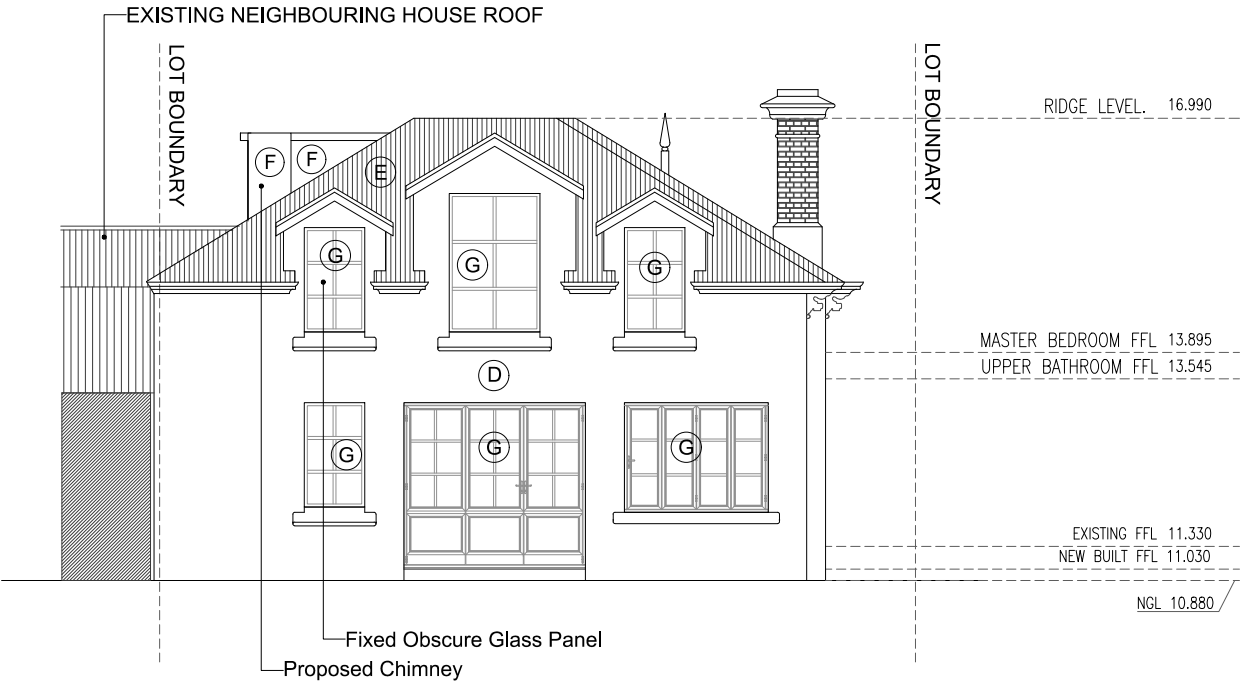 EXISTING NEIGHBOURING HOUSE ROOF
LOT BOUNDARY
LOT BOUNDARY
RIDGE LEVEL. 16.990
F
F
E
G
G
G
MASTER BEDROOM FFL 13.895
UPPER BATHROOM FFL 13.545
D
G
G
G
EXISTING FFL 11.330
NEW BUILT FFL 11.030
NGL 10.880
Fixed Obscure Glass Panel
Proposed Chimney